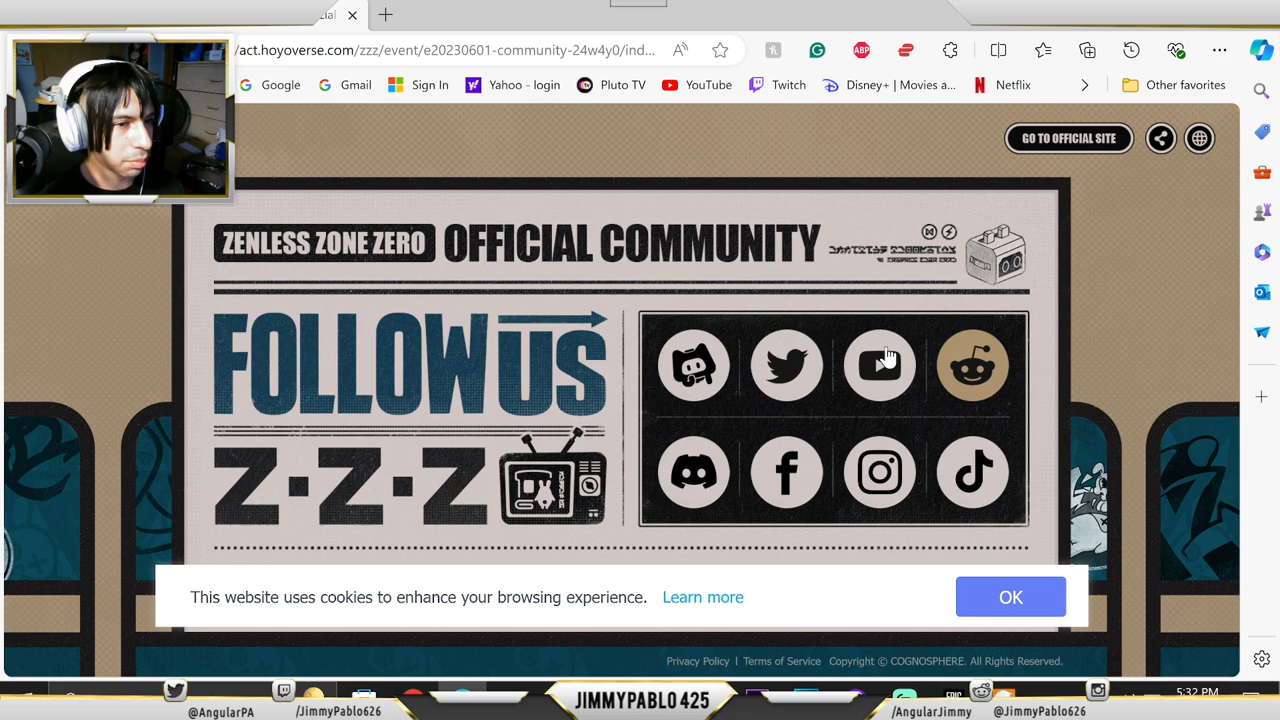 cial
/act.hoyoverse.com/zzz/event/e20230601-community-24w4y0/ind...
ABP
Google
Gmail
Sign In
Yahoo - login
Pluto TV
YouTube
Twitch
Disney+ | Movies a...
Netflix
Other favorites
GO TO OFFICIAL SITE
ZENLESS ZONE ZERO OFFICIAL COMMUNITY
FOLLOW US
Z·Z·Z
This website uses cookies to enhance your browsing experience. Learn more
OK
Privacy Policy | Terms of Service Copyright © COGNOSPHERE. All Rights Reserved.
5:32 PM
EPIC
@AngularPA
/JimmyPablo626
JIMMYPABLO 425
/AngularJimmy
@JimmyPablo626